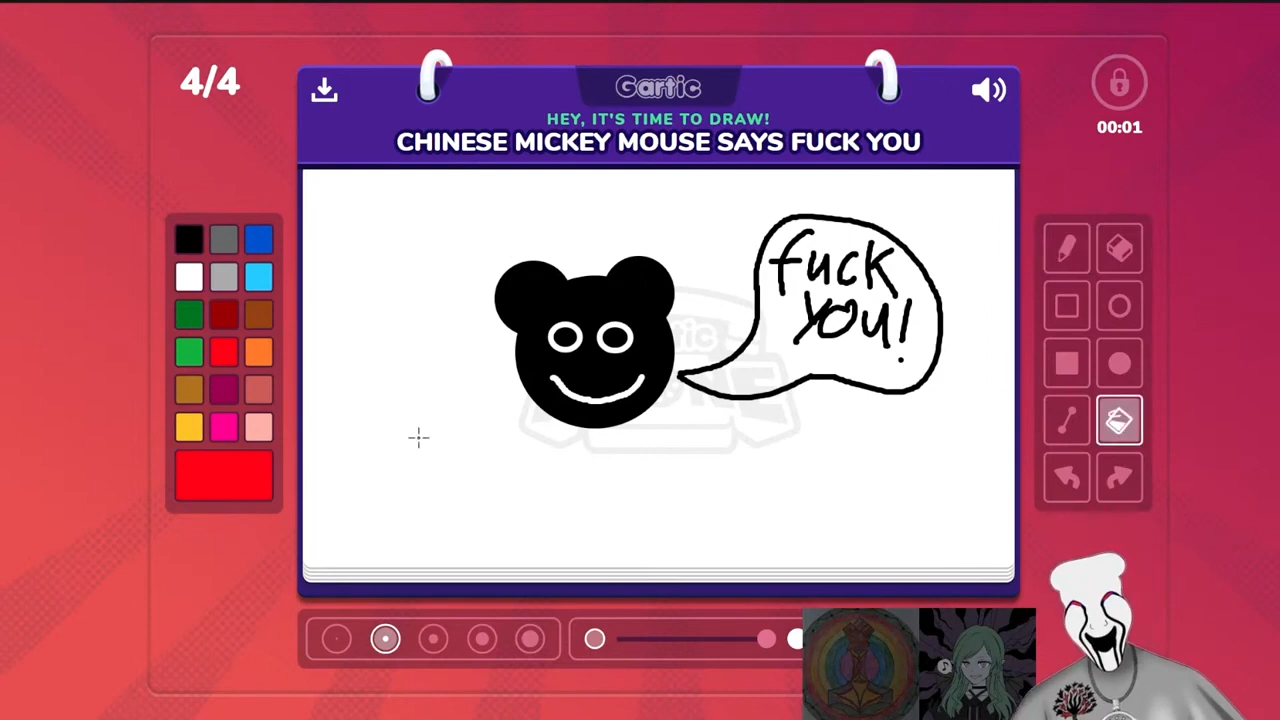 4/4
Gartic
HEY, IT'S TIME TO DRAW!
CHINESE MICKEY MOUSE SAYS FUCK YOU
00:01
fuck
you!